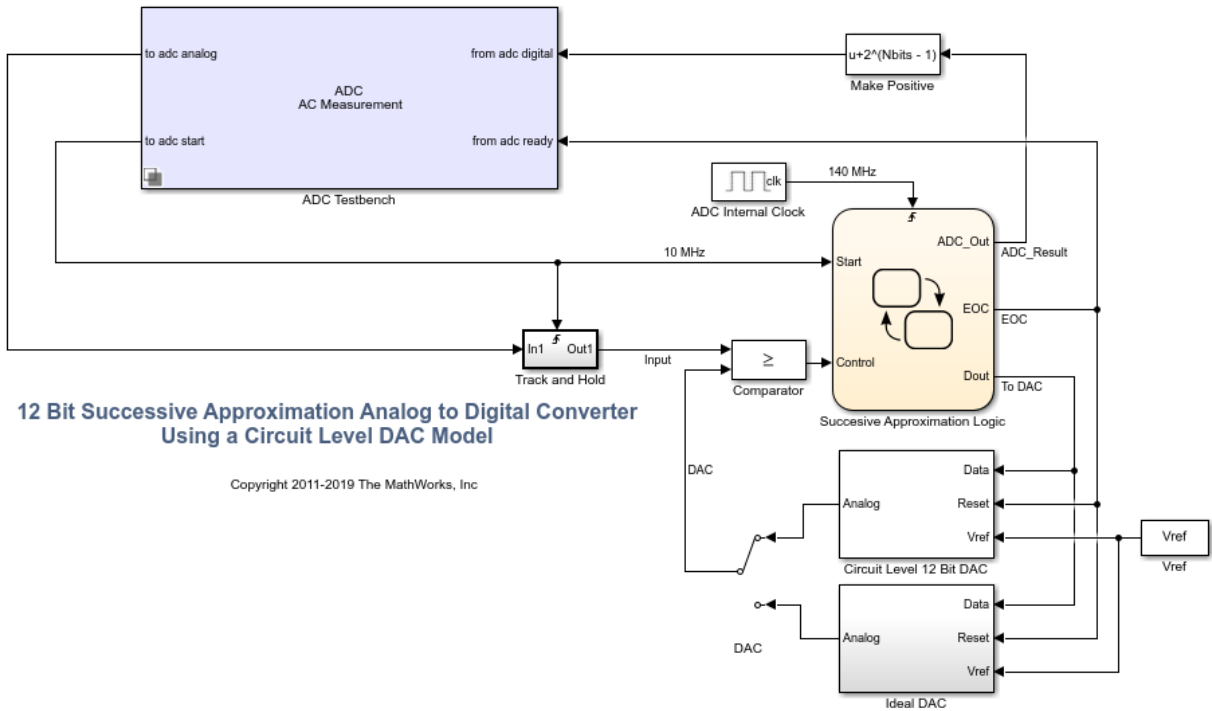 to adc analog
from adc digital
ADC
AC Measurement
to adc start
from adc ready
ADC Testbench
u+2^(Nbits - 1)
Make Positive
clk
ADC Internal Clock
140 MHz
10 MHz
ADC_Out
ADC_Result
Start
EOC
EOC
Control
Dout
To DAC
Succesive Approximation Logic
In1
Out1
Track and Hold
Input
≥
Comparator
12 Bit Successive Approximation Analog to Digital Converter
Using a Circuit Level DAC Model
Copyright 2011-2019 The MathWorks, Inc
DAC
Data
Analog
Reset
Vref
Circuit Level 12 Bit DAC
Vref
Vref
Data
Analog
Reset
Vref
Ideal DAC
DAC